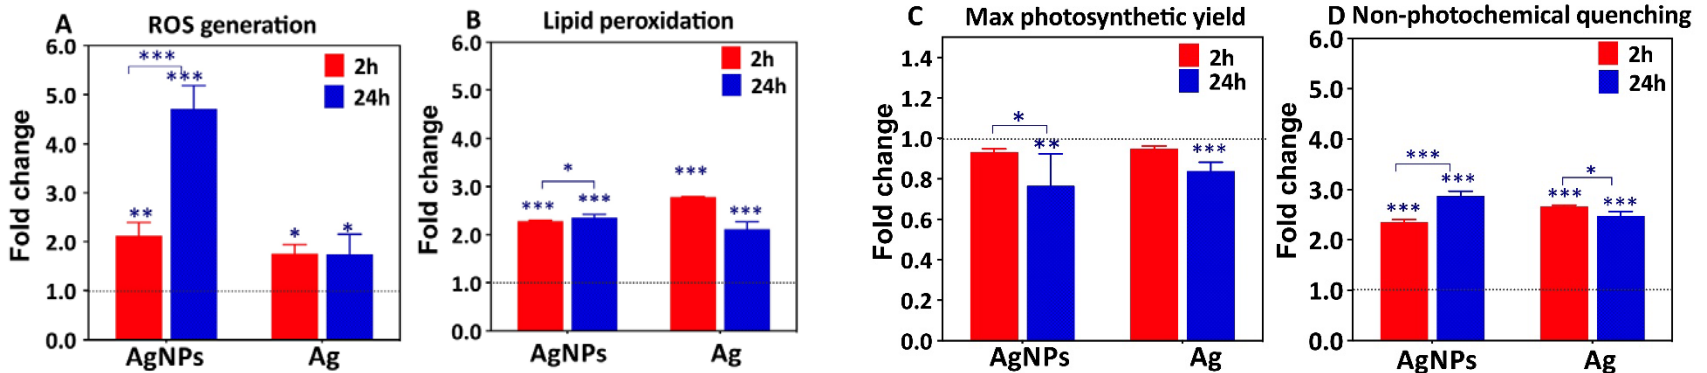 A
ROS generation
6.0
5.0
4.0
3.0
2.0
1.0
0.0
Fold change
***
***
**
*
*
2h
24h
AgNPs
Ag
B
Lipid peroxidation
6.0
5.0
4.0
3.0
2.0
1.0
0.0
Fold change
*
***
***
***
***
2h
24h
AgNPs
Ag
C
Max photosynthetic yield
1.4
1.2
1.0
0.8
0.6
0.4
0.2
0.0
Fold change
*
**
***
2h
24h
AgNPs
Ag
D Non-photochemical quenching
6.0
5.0
4.0
3.0
2.0
1.0
0.0
Fold change
***
***
***
*
***
***
2h
24h
AgNPs
Ag